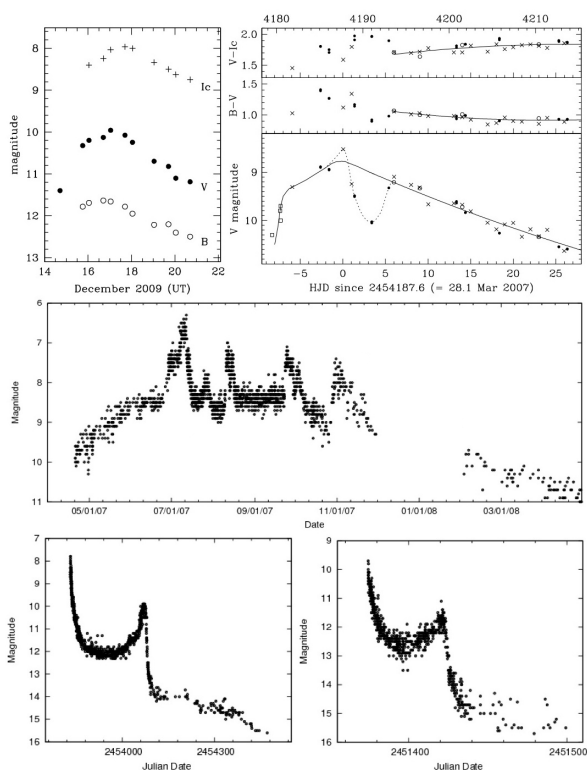 8
9
10
11
12
13
magnitude
Ic
V
B
14 16 18 20 22
December 2009 (UT)
4180 4190 4200 4210
V-Ic
2.0
1.5
B-V
1.5
1.0
V magnitude
9
10
-5 0 5 10 15 20 25
HJD since 2454187.6 (= 28.1 Mar 2007)
6
7
8
9
10
11
Magnitude
05/01/07 07/01/07 09/01/07 11/01/07 01/01/08 03/01/08
Date
7
8
9
10
11
12
13
14
15
16
Magnitude
2454000 2454300
Julian Date
9
10
11
12
13
14
15
16
Magnitude
2451400 2451500
Julian Date